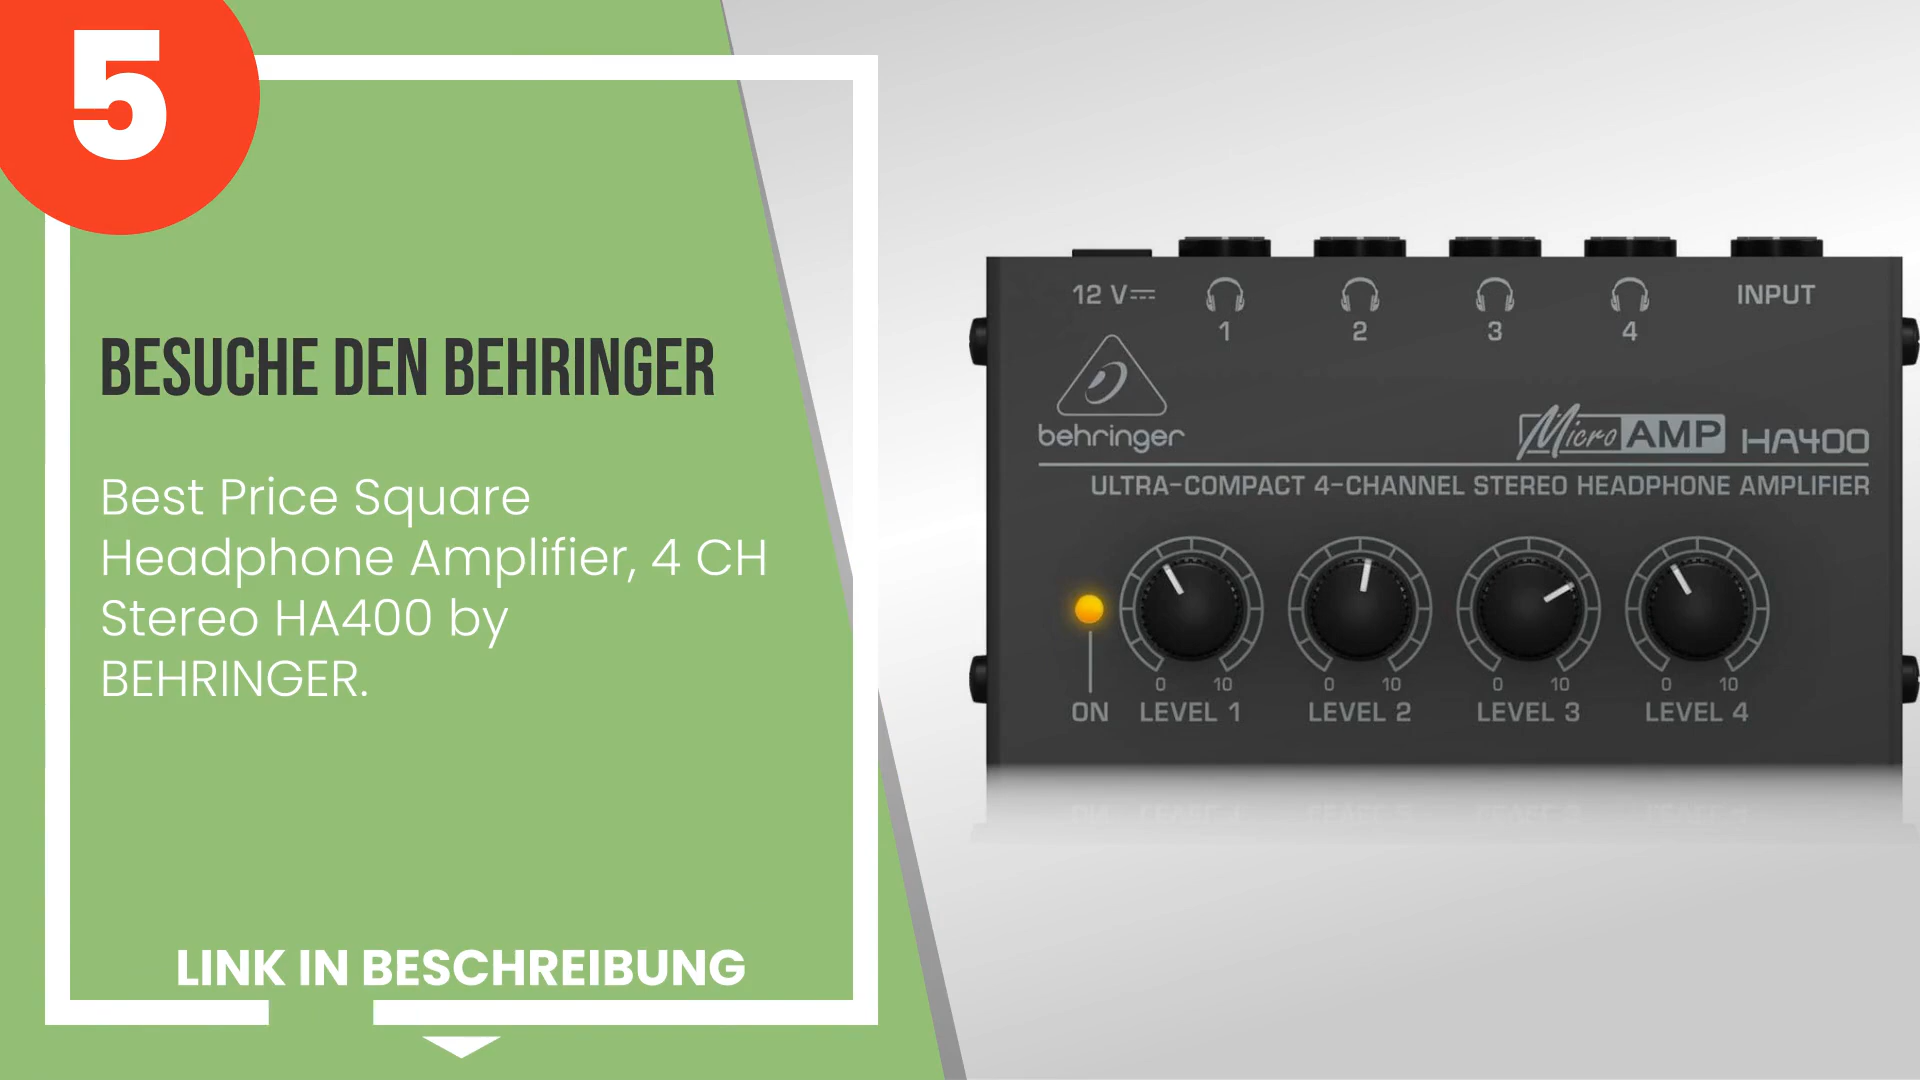 5
BESUCHE DEN BEHRINGER
Best Price Square
Headphone Amplifier, 4 CH
Stereo HA400 by
BEHRINGER.
LINK IN BESCHREIBUNG
12 V
1 2 3 4
INPUT
behringer
Micro AMP HA400
ULTRA-COMPACT 4-CHANNEL STEREO HEADPHONE AMPLIFIER
0 10 0 10 0 10 0 10
ON LEVEL 1 LEVEL 2 LEVEL 3 LEVEL 4